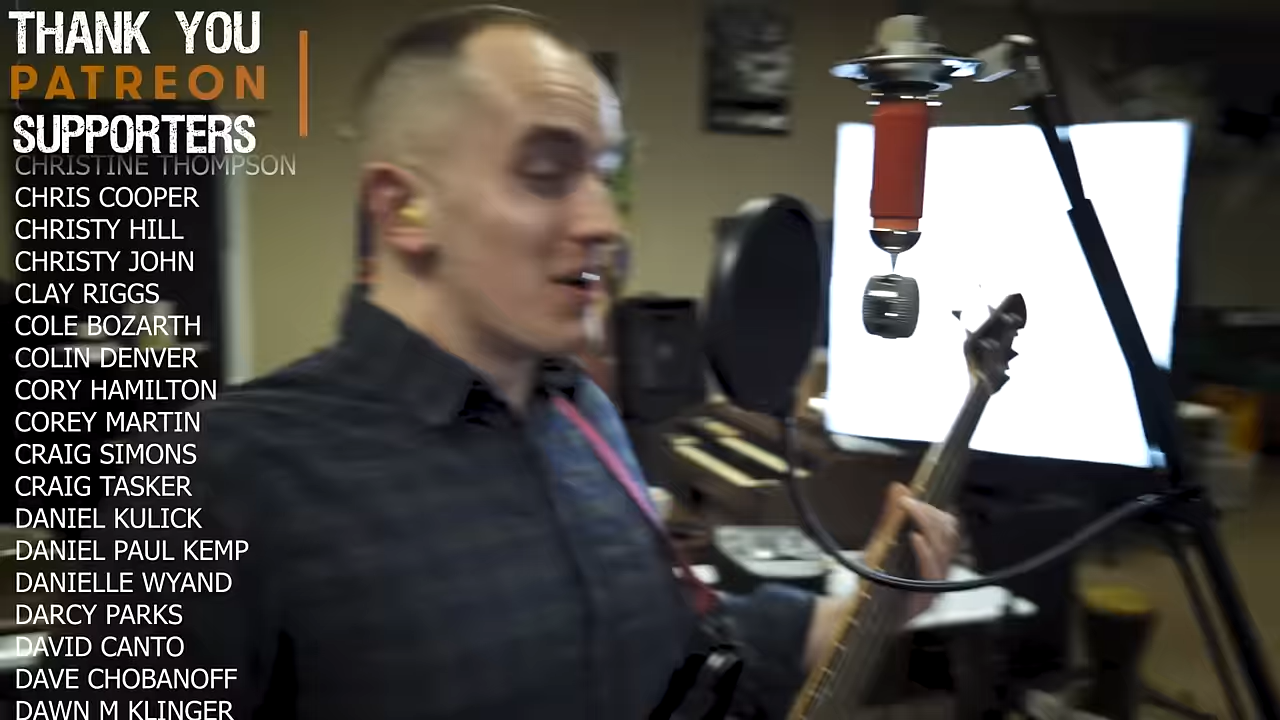 THANK YOU
PATREON
SUPPORTERS
CHRISTINE THOMPSON
CHRIS COOPER
CHRISTY HILL
CHRISTY JOHN
CLAY RIGGS
COLE BOZARTH
COLIN DENVER
CORY HAMILTON
COREY MARTIN
CRAIG SIMONS
CRAIG TASKER
DANIEL KULICK
DANIEL PAUL KEMP
DANIELLE WYAND
DARCY PARKS
DAVID CANTO
DAVE CHOBANOFF
DAWN M KLINGER